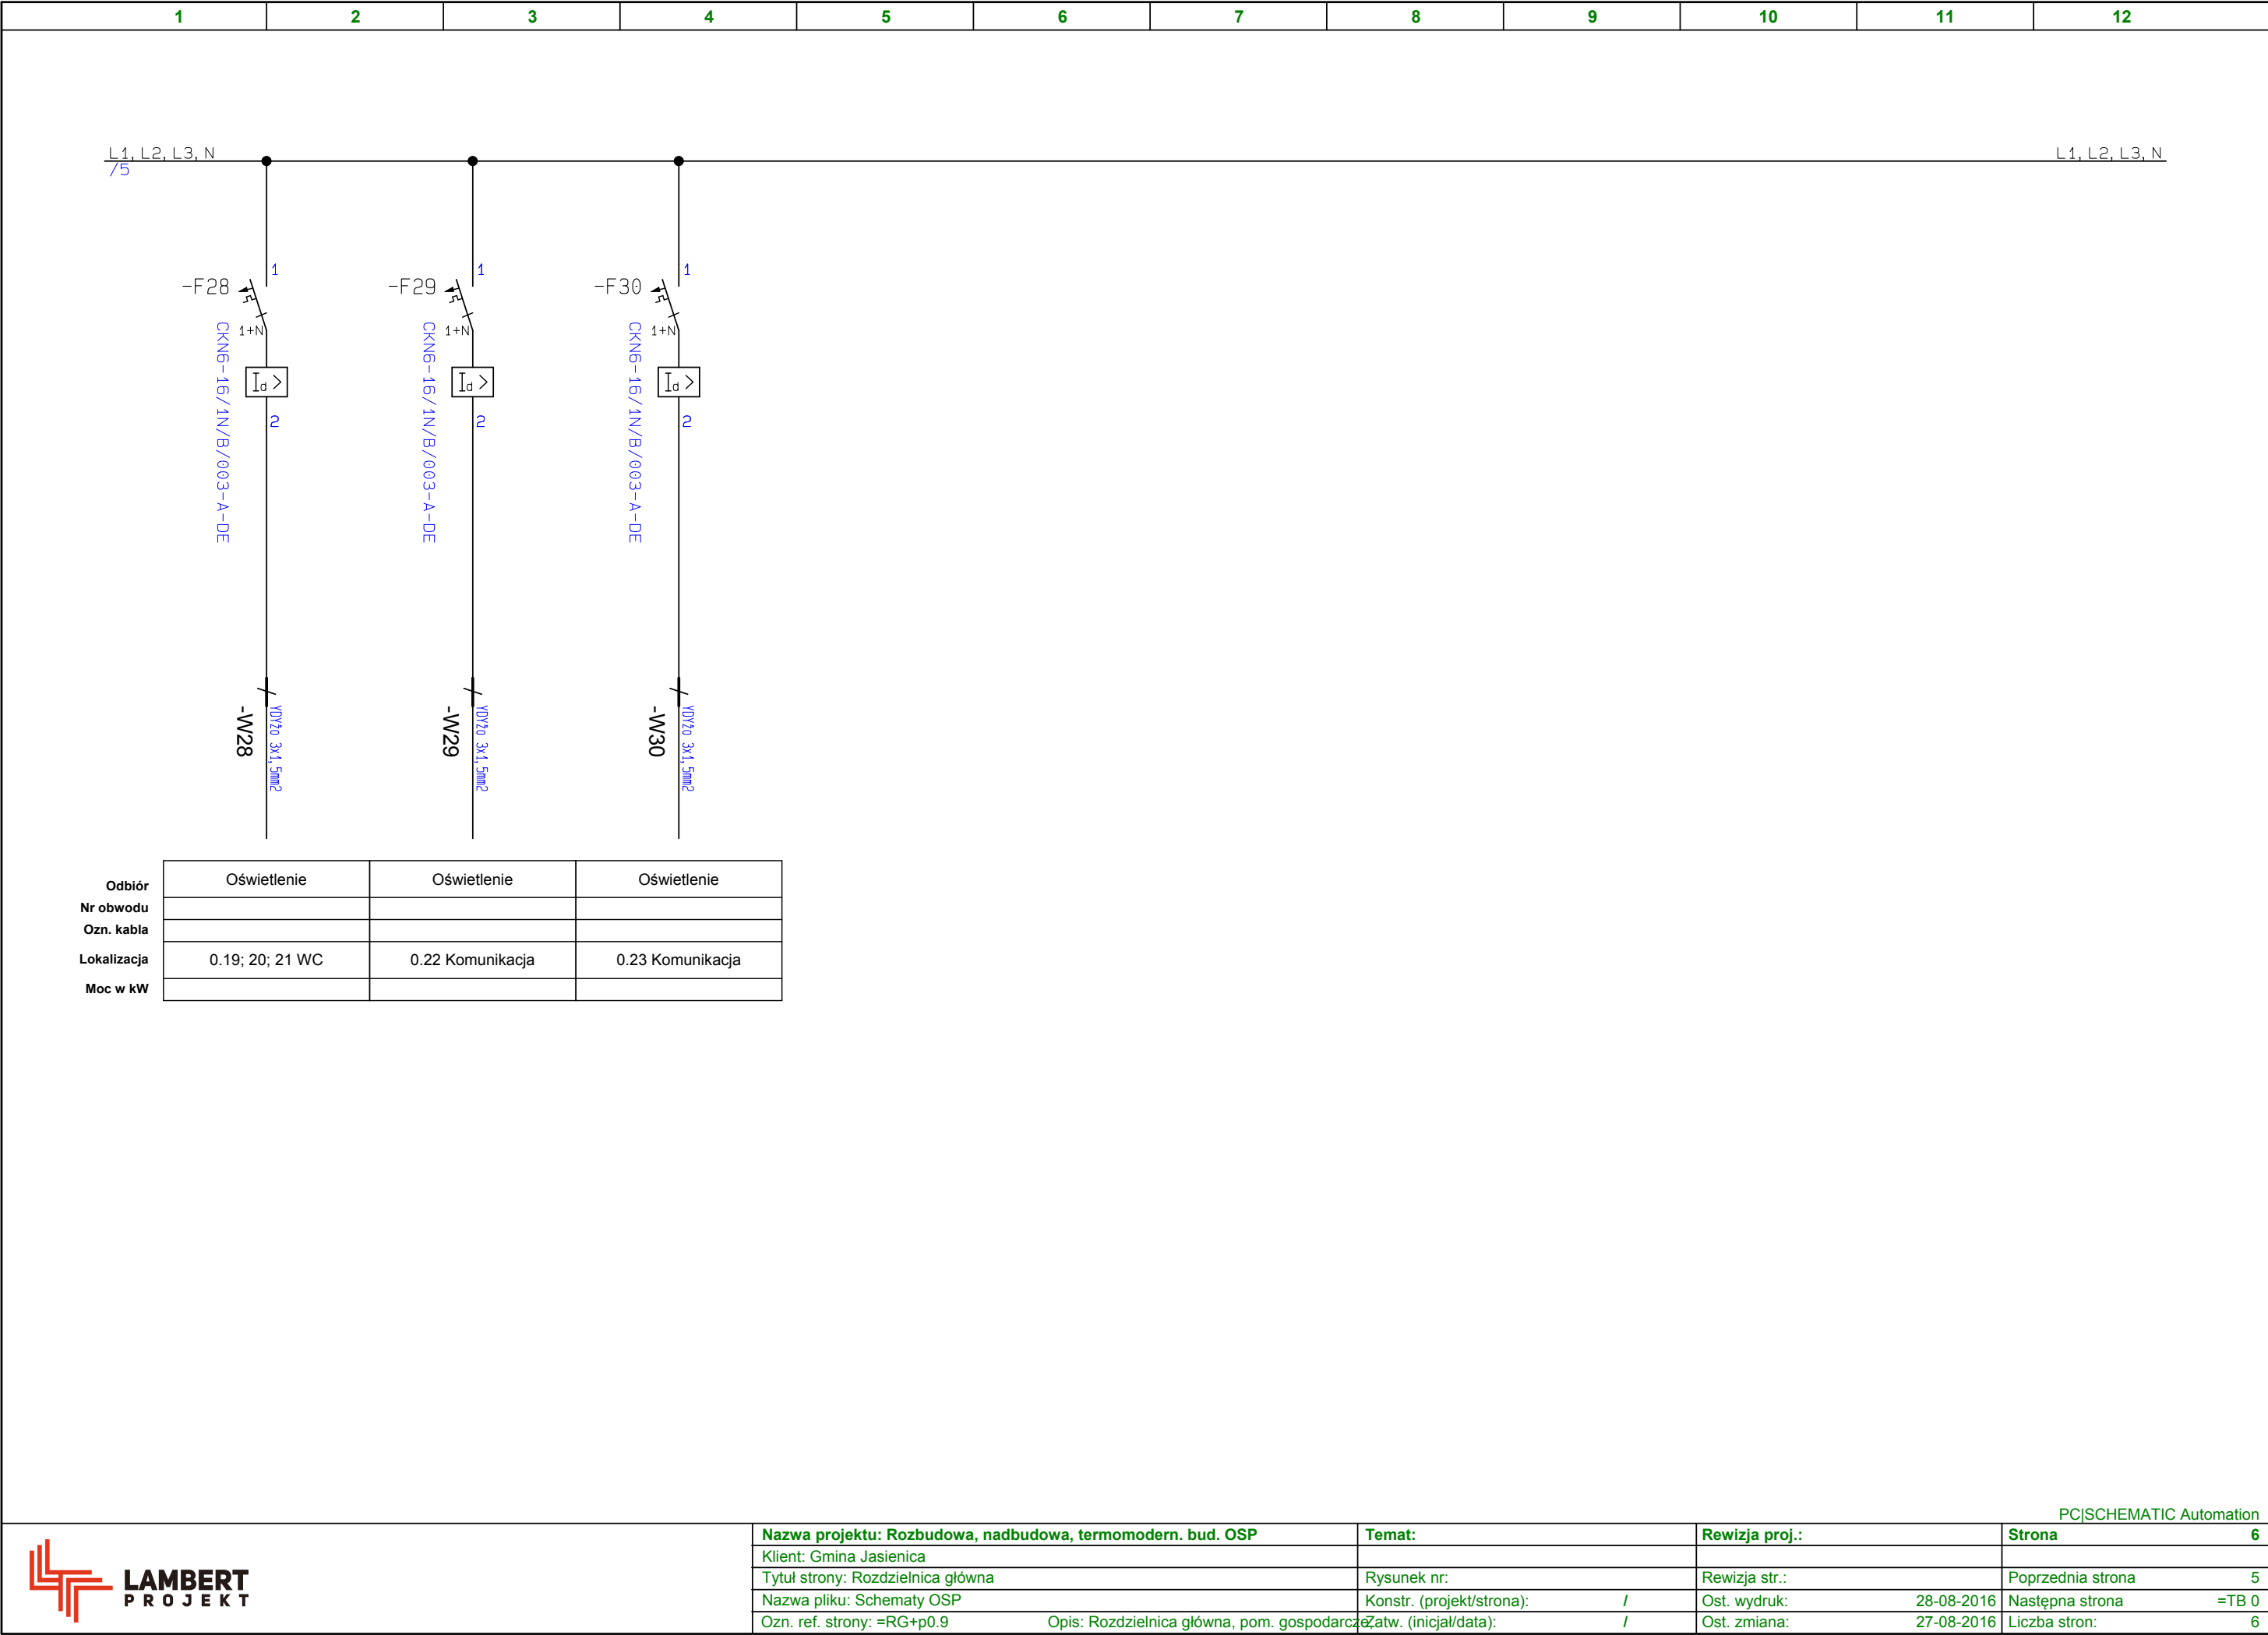 1 2 3 4 5 6 7 8 9 10 11 12
L1, L2, L3, N L1, L2, L3, N
/5
1 1 1
-F28 -F29 -F30
1+N 1+N 1+N
CKN6-16/1N/B/003-A-DE CKN6-16/1N/B/003-A-DE CKN6-16/1N/B/003-A-DE
Id > Id > Id >
2 2 2
-W28 YDYżo 3x1,5mm2 -W29 YDYżo 3x1,5mm2 -W30 YDYżo 3x1,5mm2
Odbiór Oświetlenie Oświetlenie Oświetlenie
Nr obwodu
Ozn. kabla
Lokalizacja 0.19; 20; 21 WC 0.22 Komunikacja 0.23 Komunikacja
Moc w kW
PC|SCHEMATIC Automation
Nazwa projektu: Rozbudowa, nadbudowa, termomodern. bud. OSP Temat: Rewizja proj.: Strona 6
Klient: Gmina Jasienica
Tytuł strony: Rozdzielnica główna Rysunek nr: Rewizja str.: Poprzednia strona 5
Nazwa pliku: Schematy OSP Konstr. (projekt/strona): / Ost. wydruk: 28-08-2016 Następna strona =TB 0
Ozn. ref. strony: =RG+p0.9 Opis: Rozdzielnica główna, pom. gospodarcze, Zatw. (inicjał/data): / Ost. zmiana: 27-08-2016 Liczba stron: 6
LAMBERT
PROJEKT